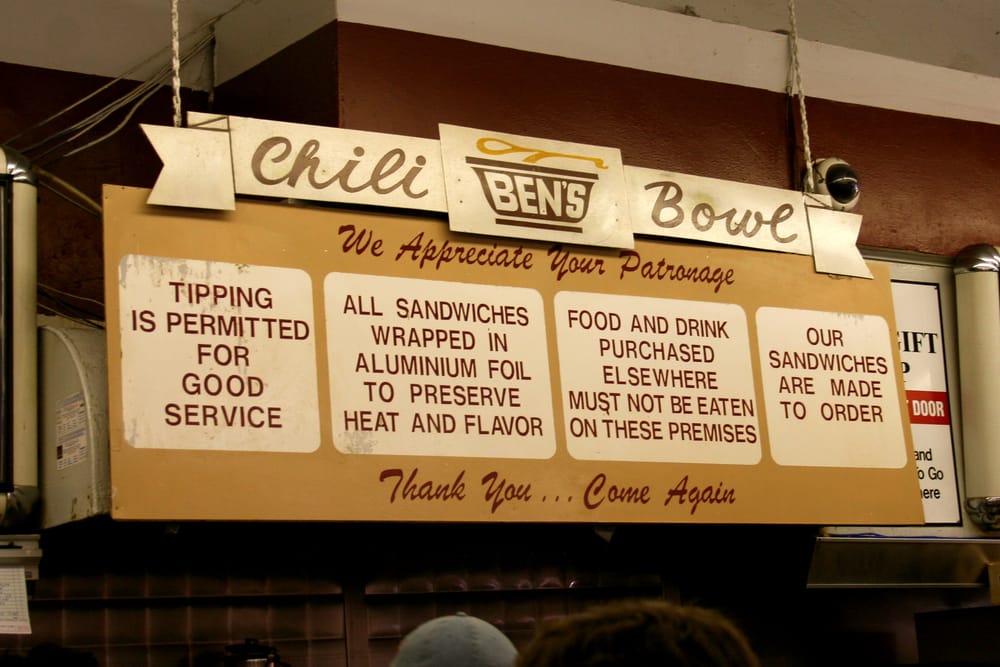 Chili BEN'S Bowl
We Appreciate Your Patronage
TIPPING
IS PERMITTED
FOR
GOOD
SERVICE
ALL SANDWICHES
WRAPPED IN
ALUMINIUM FOIL
TO PRESERVE
HEAT AND FLAVOR
FOOD AND DRINK
PURCHASED
ELSEWHERE
MUST NOT BE EATEN
ON THESE PREMISES
OUR
SANDWICHES
ARE MADE
TO ORDER
Thank You... Come Again
DOOR
Go